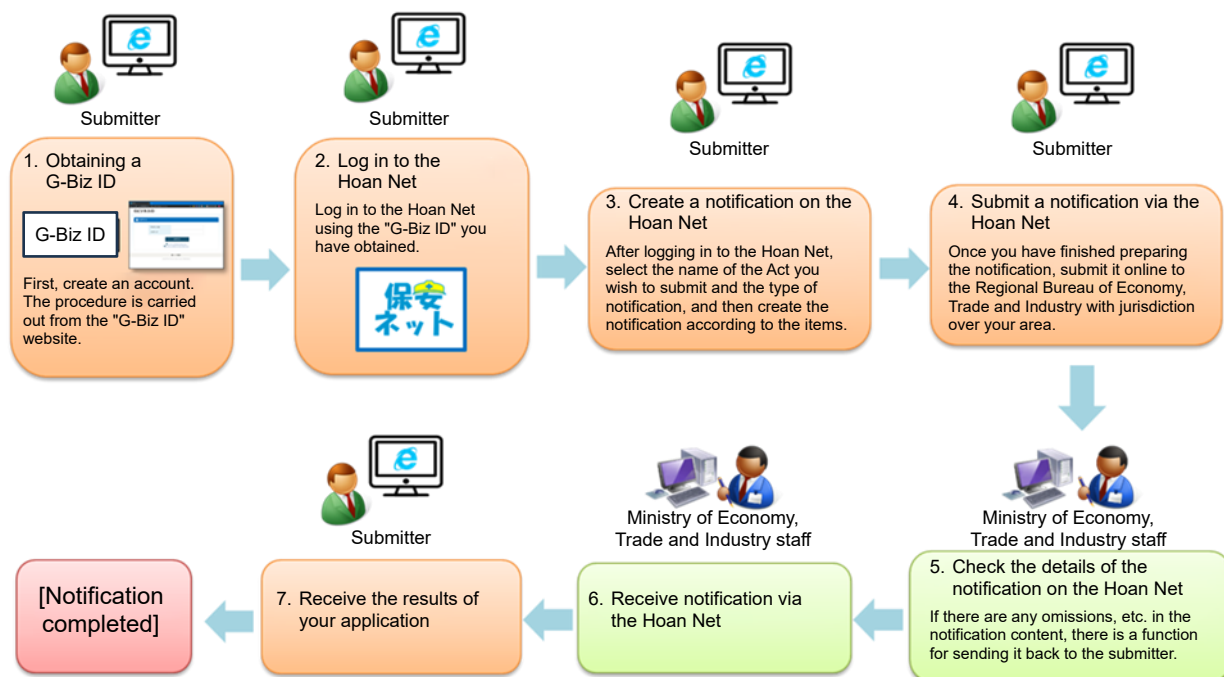 Submitter
1. Obtaining a
G-Biz ID
G-Biz ID
First, create an account.
The procedure is carried
out from the "G-Biz ID"
website.
Submitter
2. Log in to the
Hoan Net
Log in to the Hoan Net
using the "G-Biz ID" you
have obtained.
保安
ネット
Submitter
3. Create a notification on the
Hoan Net
After logging in to the Hoan Net,
select the name of the Act you
wish to submit and the type of
notification, and then create the
notification according to the items.
Submitter
4. Submit a notification via the
Hoan Net
Once you have finished preparing
the notification, submit it online to
the Regional Bureau of Economy,
Trade and Industry with jurisdiction
over your area.
Ministry of Economy,
Trade and Industry staff
5. Check the details of the
notification on the Hoan Net
If there are any omissions, etc. in the
notification content, there is a function
for sending it back to the submitter.
Ministry of Economy,
Trade and Industry staff
6. Receive notification via
the Hoan Net
Submitter
7. Receive the results of
your application
[Notification
completed]